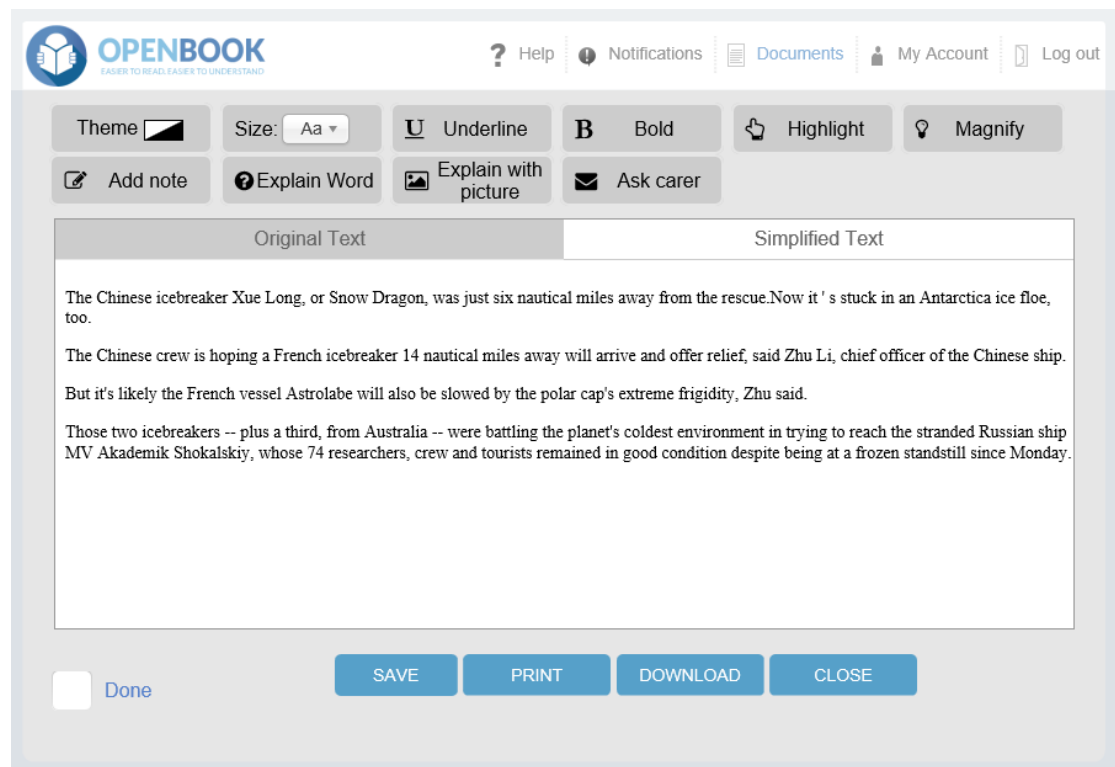 OPENBOOK
EASIER TO READ, EASIER TO UNDERSTAND
? Help
Notifications
Documents
My Account
Log out
Theme
Size: Aa
U Underline
B Bold
Highlight
Magnify
Add note
Explain Word
Explain with
picture
Ask carer
Original Text
Simplified Text
The Chinese icebreaker Xue Long, or Snow Dragon, was just six nautical miles away from the rescue.Now it ' s stuck in an Antarctica ice floe,
too.
The Chinese crew is hoping a French icebreaker 14 nautical miles away will arrive and offer relief, said Zhu Li, chief officer of the Chinese ship.
But it's likely the French vessel Astrolabe will also be slowed by the polar cap's extreme frigidity, Zhu said.
Those two icebreakers -- plus a third, from Australia -- were battling the planet's coldest environment in trying to reach the stranded Russian ship
MV Akademik Shokalskiy, whose 74 researchers, crew and tourists remained in good condition despite being at a frozen standstill since Monday.
Done
SAVE
PRINT
DOWNLOAD
CLOSE